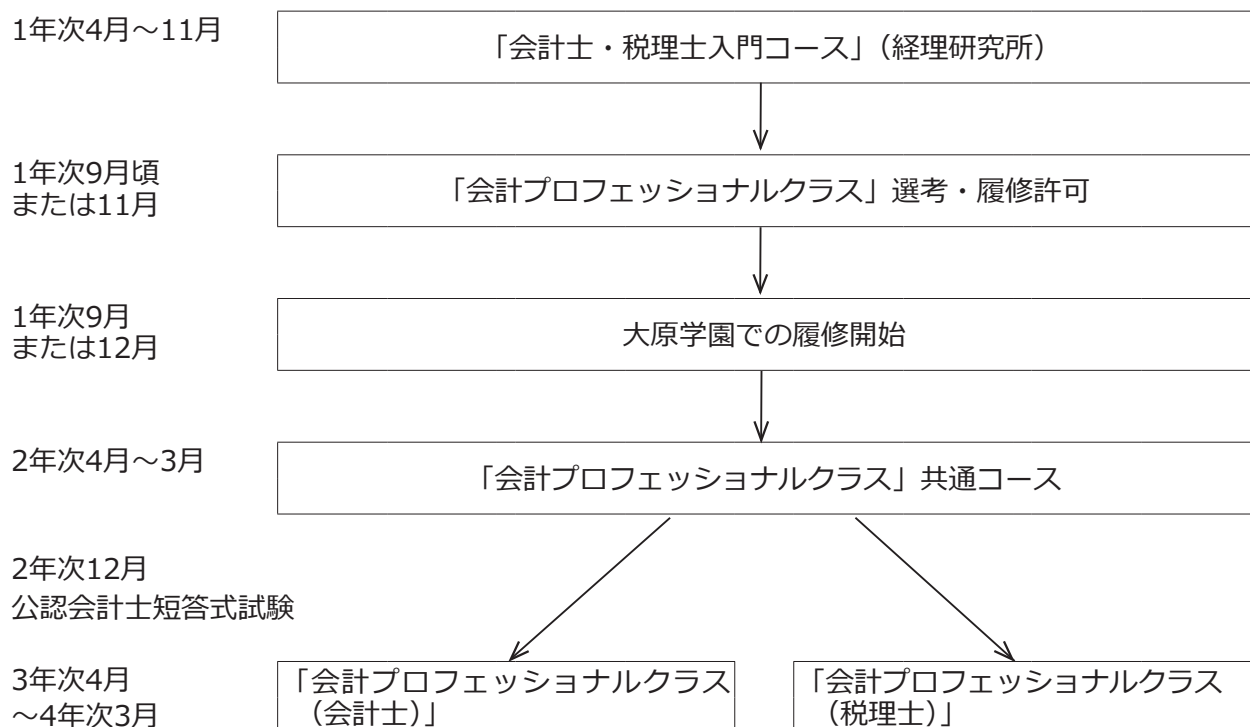 1年次4月～11月
「会計士・税理士入門コース」（経理研究所）
1年次9月頃
または11月
「会計プロフェッショナルクラス」選考・履修許可
1年次9月
または12月
大原学園での履修開始
2年次4月～3月
「会計プロフェッショナルクラス」共通コース
2年次12月
公認会計士短答式試験
3年次4月
～4年次3月
「会計プロフェッショナルクラス
（会計士）」
「会計プロフェッショナルクラス
（税理士）」